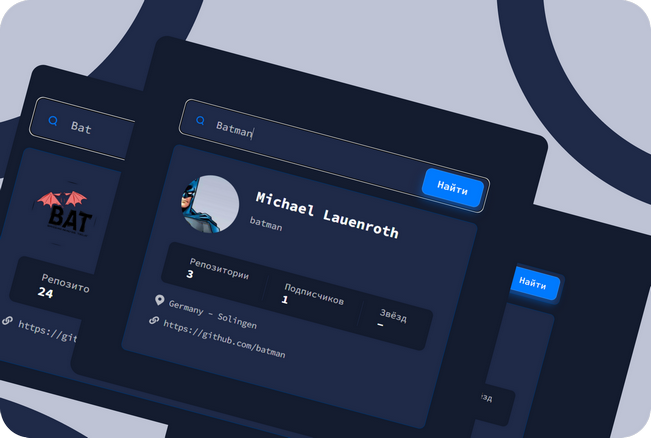 Bat
BAT
Репозито
24
https://git
Batman
Найти
Michael Lauenroth
batman
Репозитории
3
Подписчиков
1
Звёзд
–
Germany – Solingen
https://github.com/batman
Найти